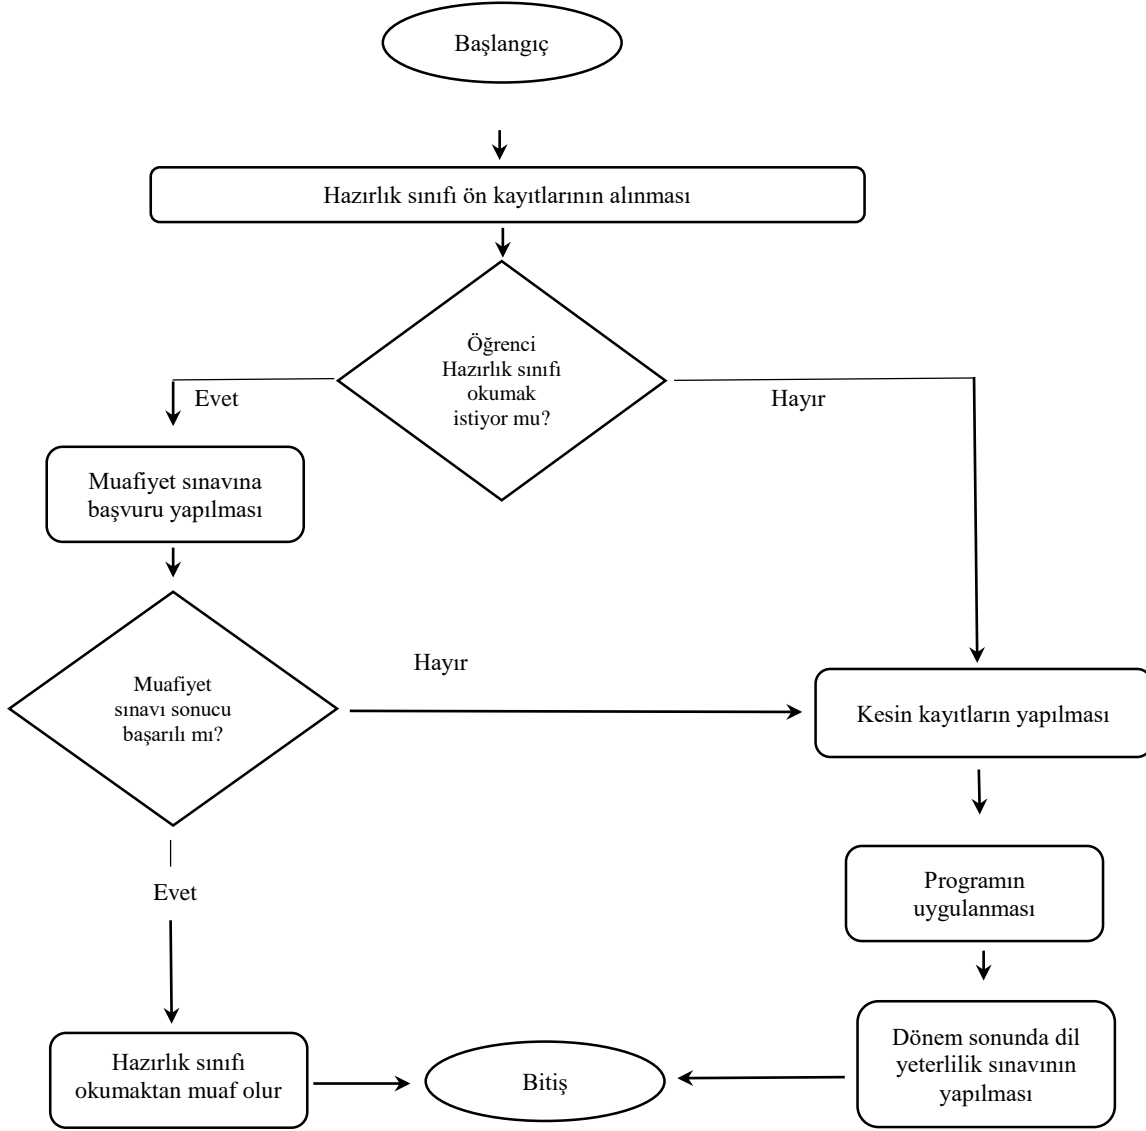 Başlangıç
Hazırlık sınıfı ön kayıtlarının alınması
Öğrenci
Hazırlık sınıfı
okumak
istiyor mu?
Evet
Hayır
Muafiyet sınavına
başvuru yapılması
Muafiyet
sınavı sonucu
başarılı mı?
Hayır
Kesin kayıtların yapılması
Evet
Programın
uygulanması
Hazırlık sınıfı
okumaktan muaf olur
Bitiş
Dönem sonunda dil
yeterlilik sınavının
yapılması